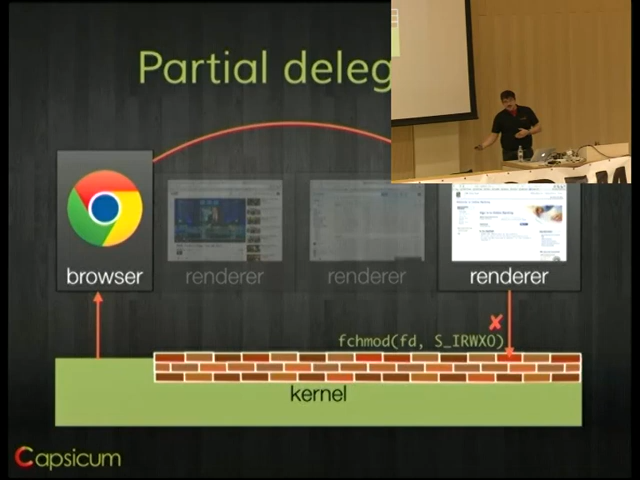 Partial deleg
browser
renderer
renderer
renderer
fchmod(fd, S_IRWXO)
kernel
Capsicum